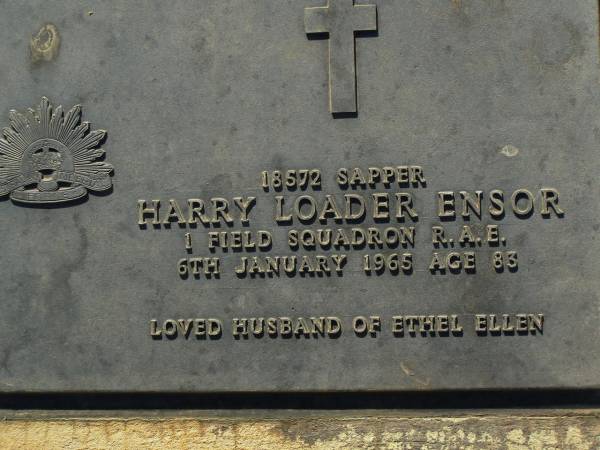 18572 SAPPER
HARRY LOADER ENSOR
1 FIELD SQUADRON R.A.E.
6TH JANUARY 1965 AGE 83
LOVED HUSBAND OF ETHEL ELLEN